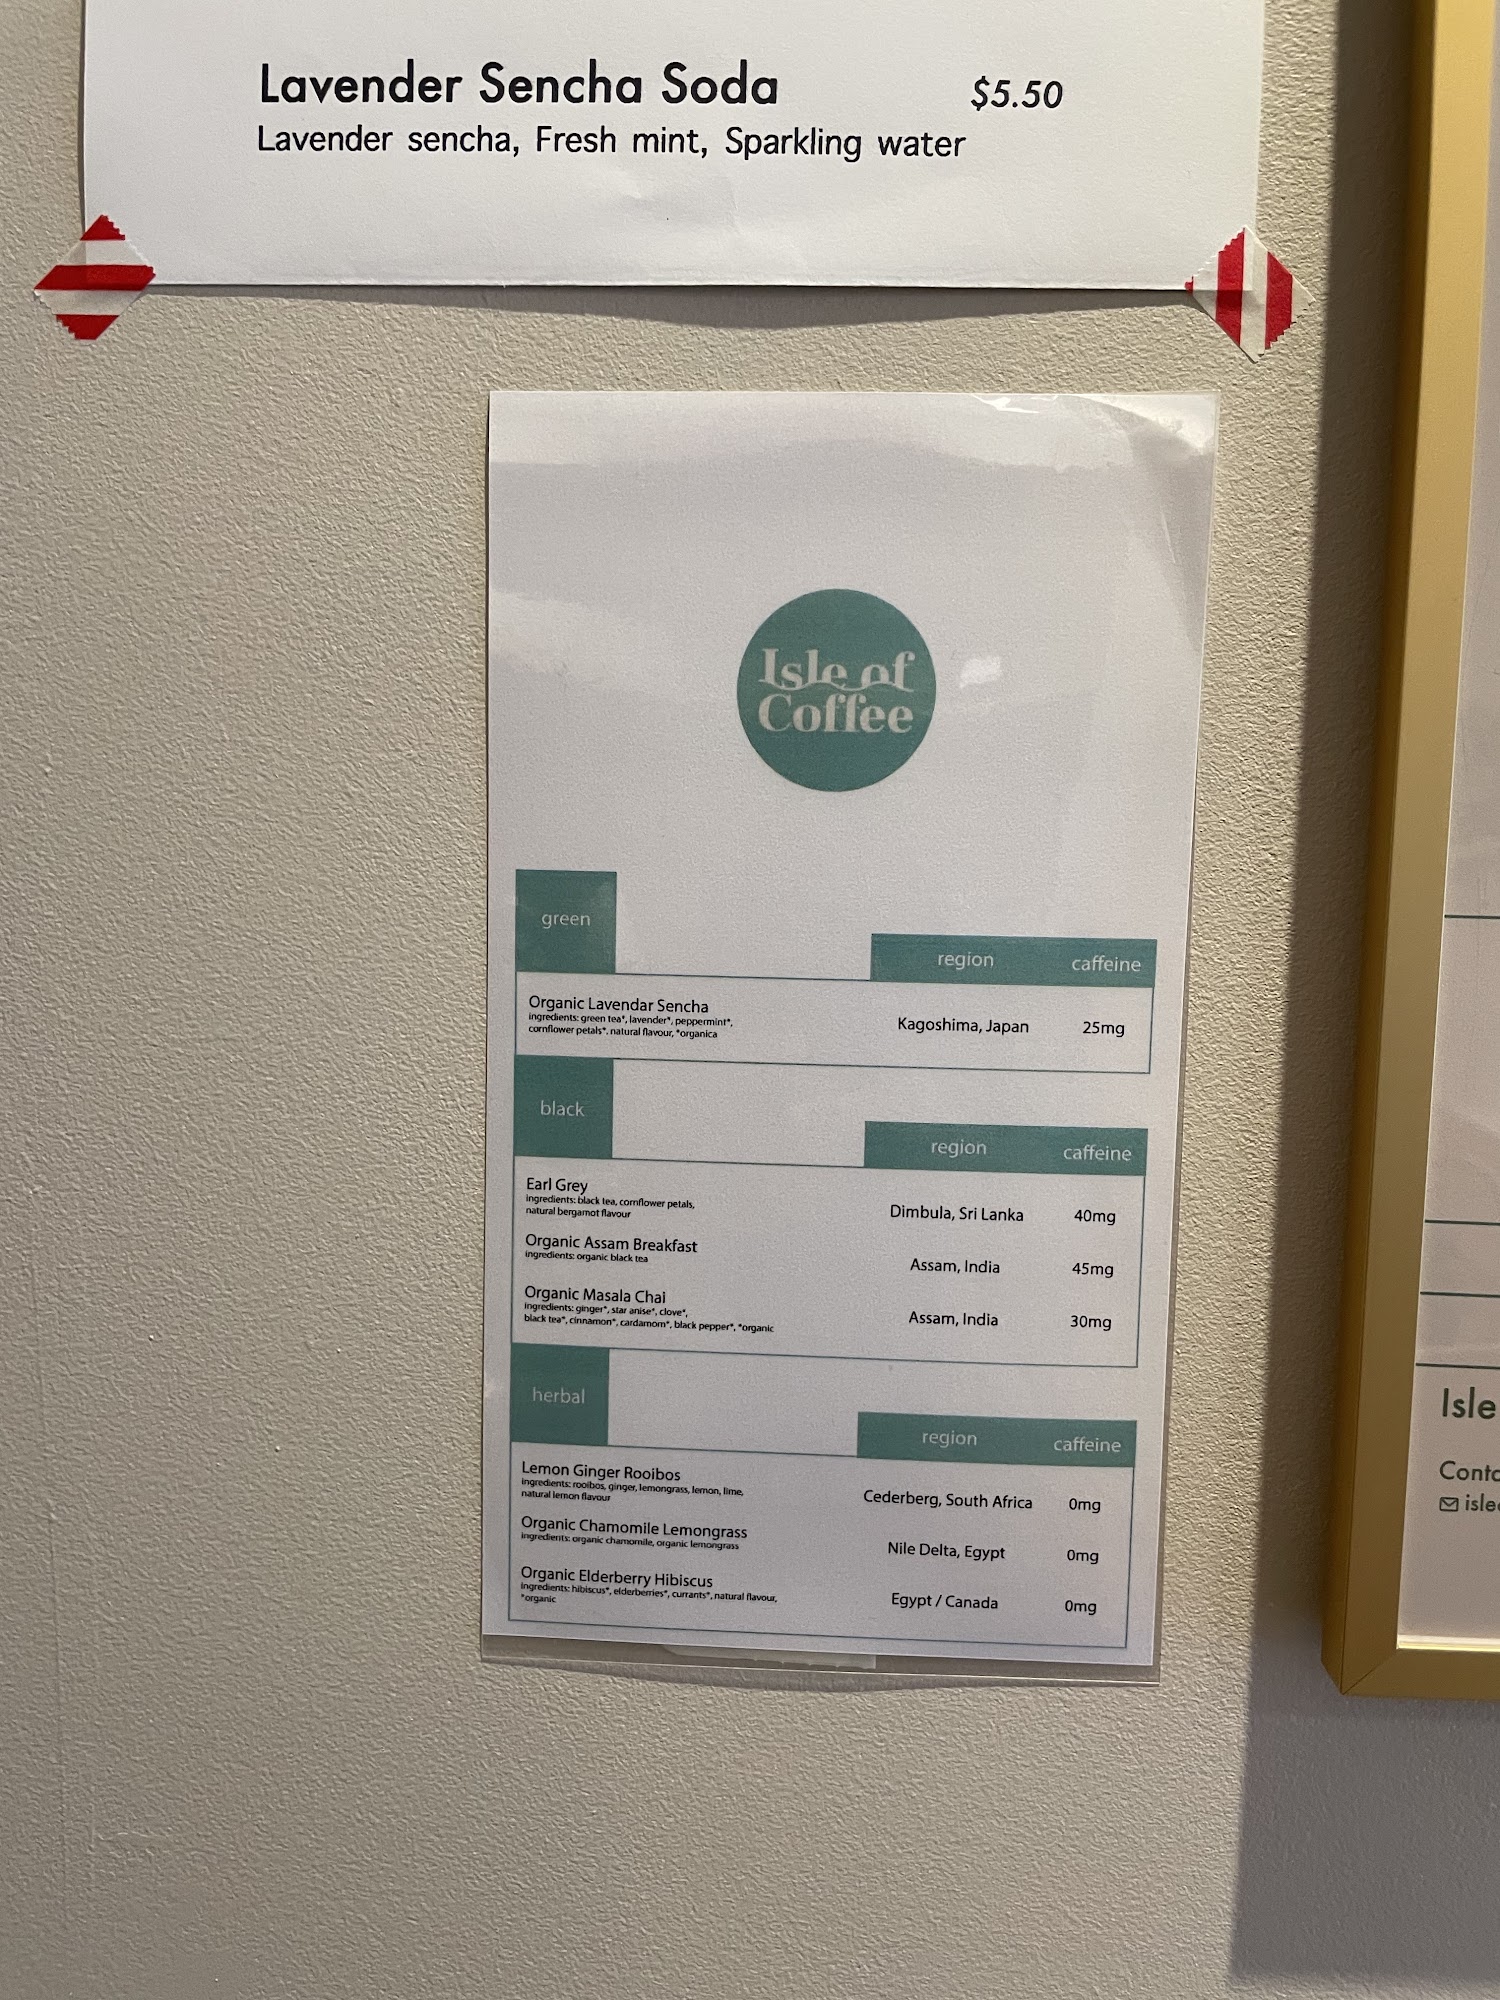 Lavender Sencha Soda $5.50
Lavender sencha, Fresh mint, Sparkling water
Isle of
Coffee
green
region caffeine
Organic Lavendar Sencha
ingredients: green tea*, lavender*, peppermint*,
cornflower petals*, natural flavour, *organica
Kagoshima, Japan 25mg
black
region caffeine
Earl Grey
ingredients: black tea, cornflower petals,
natural bergamot flavour
Dimbula, Sri Lanka 40mg
Organic Assam Breakfast
ingredients: organic black tea
Assam, India 45mg
Organic Masala Chai
ingredients: ginger*, star anise*, clove*,
black tea*, cinnamon*, cardamom*, black pepper*, *organic
Assam, India 30mg
herbal
region caffeine
Lemon Ginger Rooibos
ingredients: rooibos, ginger, lemongrass, lemon, lime,
natural lemon flavour
Cederberg, South Africa 0mg
Organic Chamomile Lemongrass
ingredients: organic chamomile, organic lemongrass
Nile Delta, Egypt 0mg
Organic Elderberry Hibiscus
ingredients: hibiscus*, elderberries*, currants*, natural flavour,
*organic
Egypt / Canada 0mg
Isle